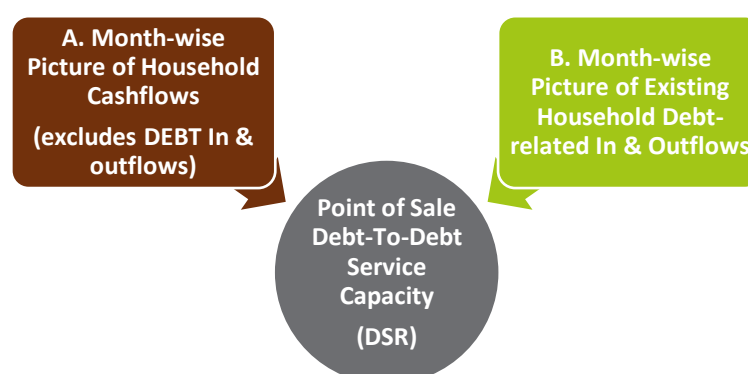 A. Month-wise
Picture of Household
Cashflows
(excludes DEBT In &
outflows)
B. Month-wise
Picture of Existing
Household Debt-
related In & Outflows
Point of Sale
Debt-To-Debt
Service
Capacity
(DSR)